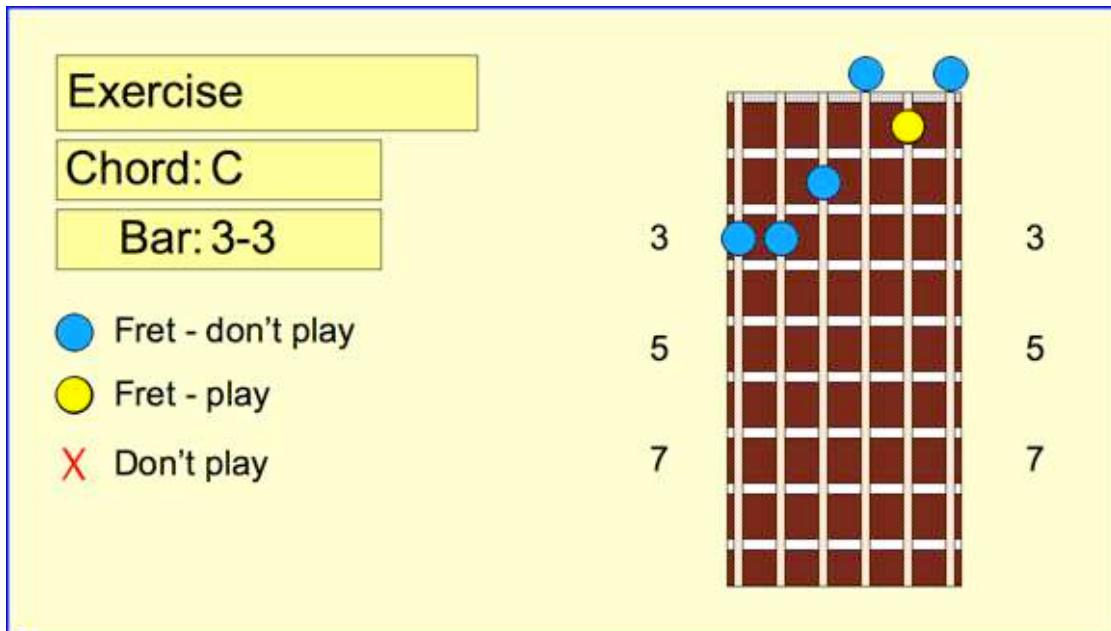 Exercise
Chord: C
Bar: 3-3
Fret - don't play
Fret - play
X Don't play
3 3
5 5
7 7